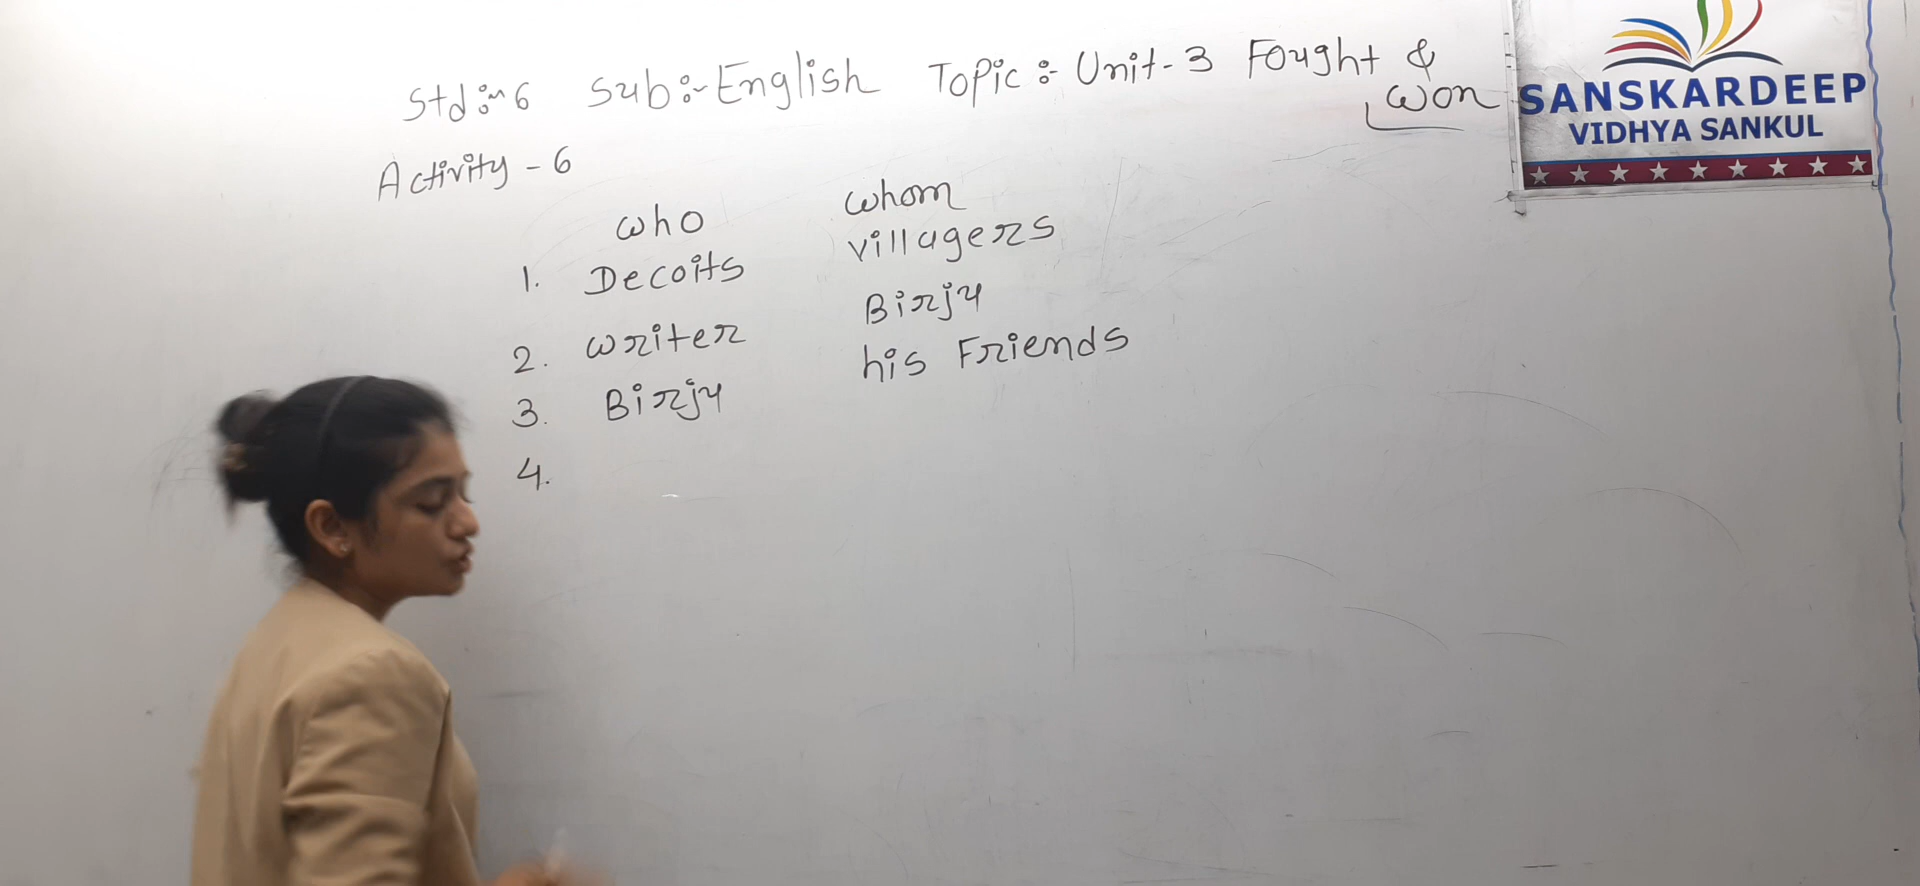 Std :- 6 Sub :- English Topic :- Unit - 3 Fought &
Won
SANSKARDEEP
VIDHYA SANKUL
Activity - 6
who whom
1. Decoits villagers
2. writer Birju
3. Birju his Friends
4.